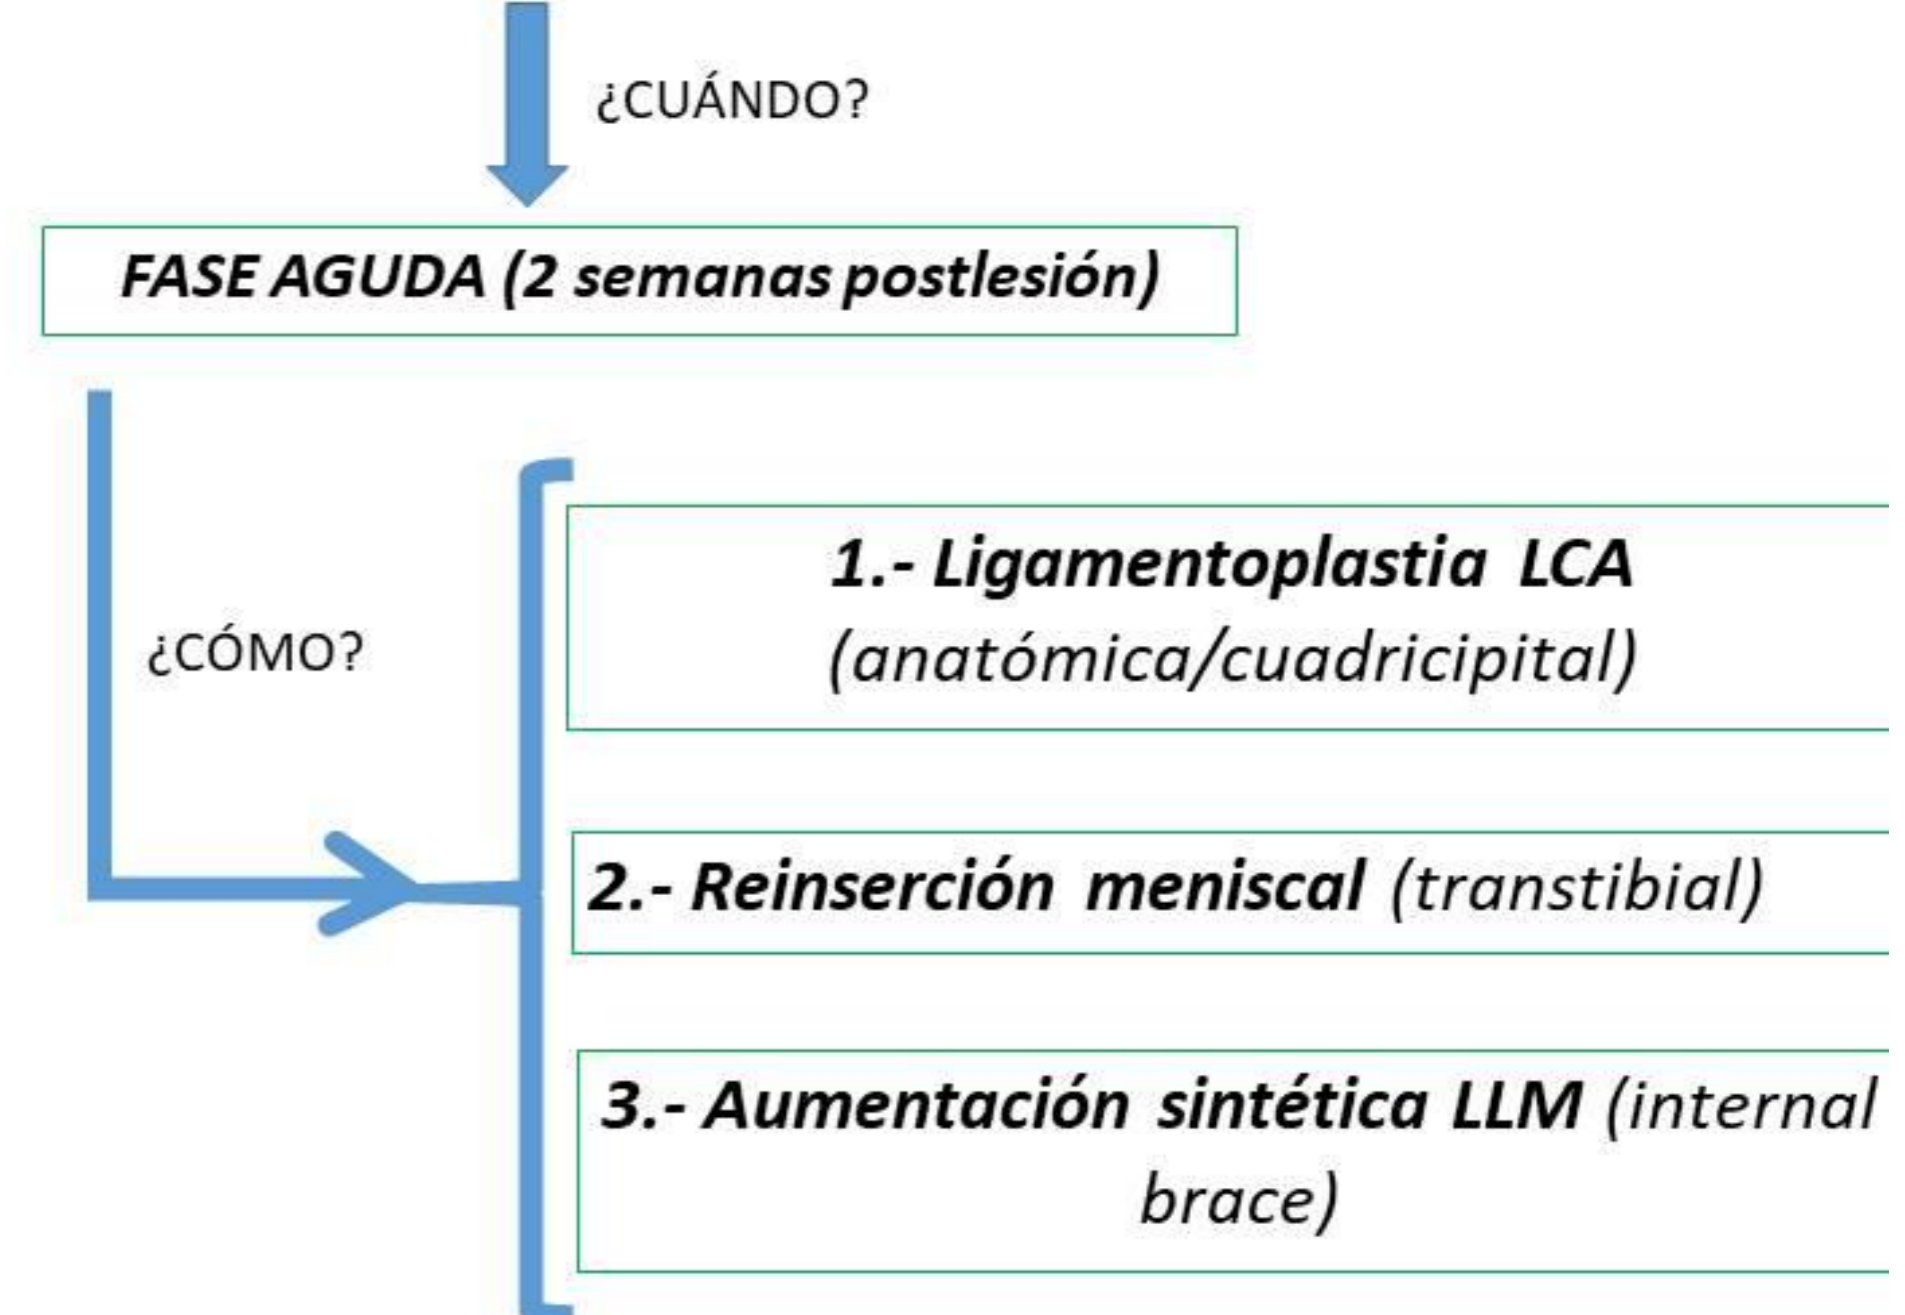 ¿CUÁNDO?
FASE AGUDA (2 semanas postlesión)
¿CÓMO?
1.- Ligamentoplastia LCA
(anatómica/cuadricipital)
2.- Reinserción meniscal (transtibial)
3.- Aumentación sintética LLM (internal
brace)